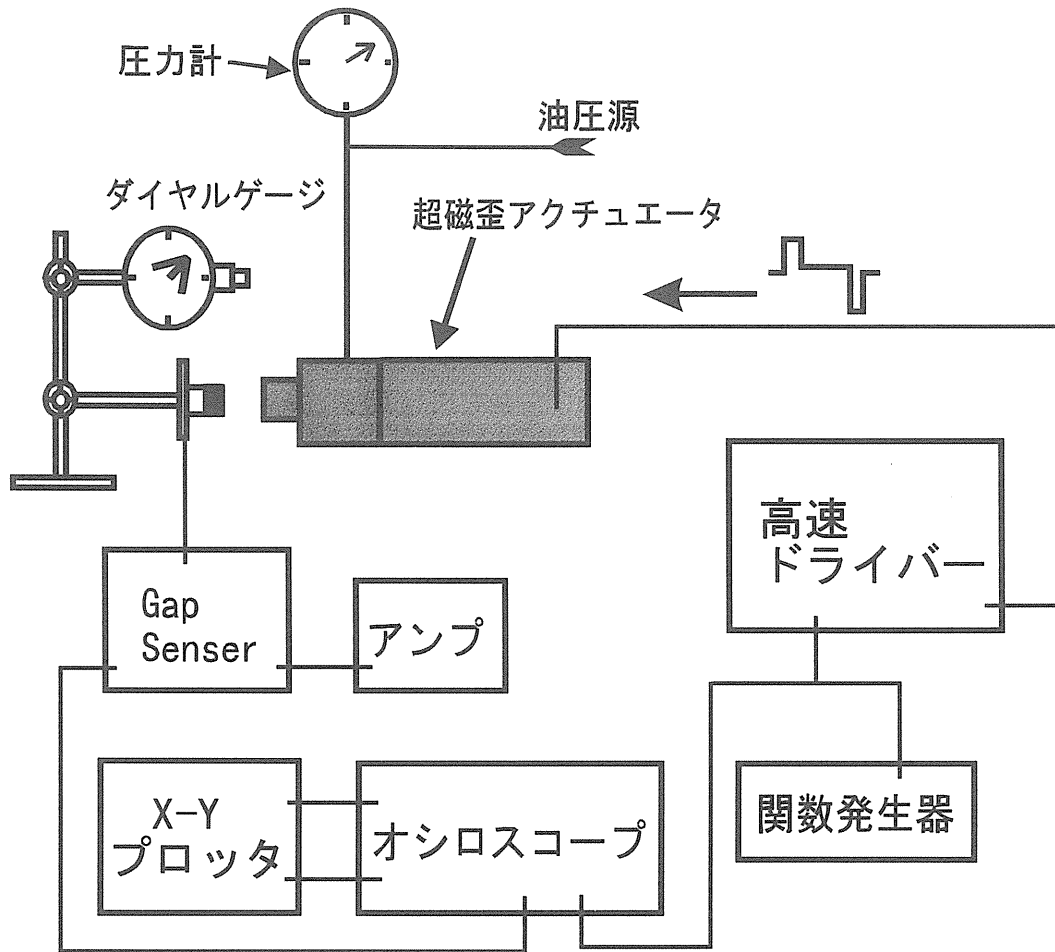 圧力計
油圧源
ダイヤルゲージ
超磁歪アクチュエータ
高速
ドライバー
Gap
Senser
アンプ
X-Y
プロッタ
オシロスコープ
関数発生器